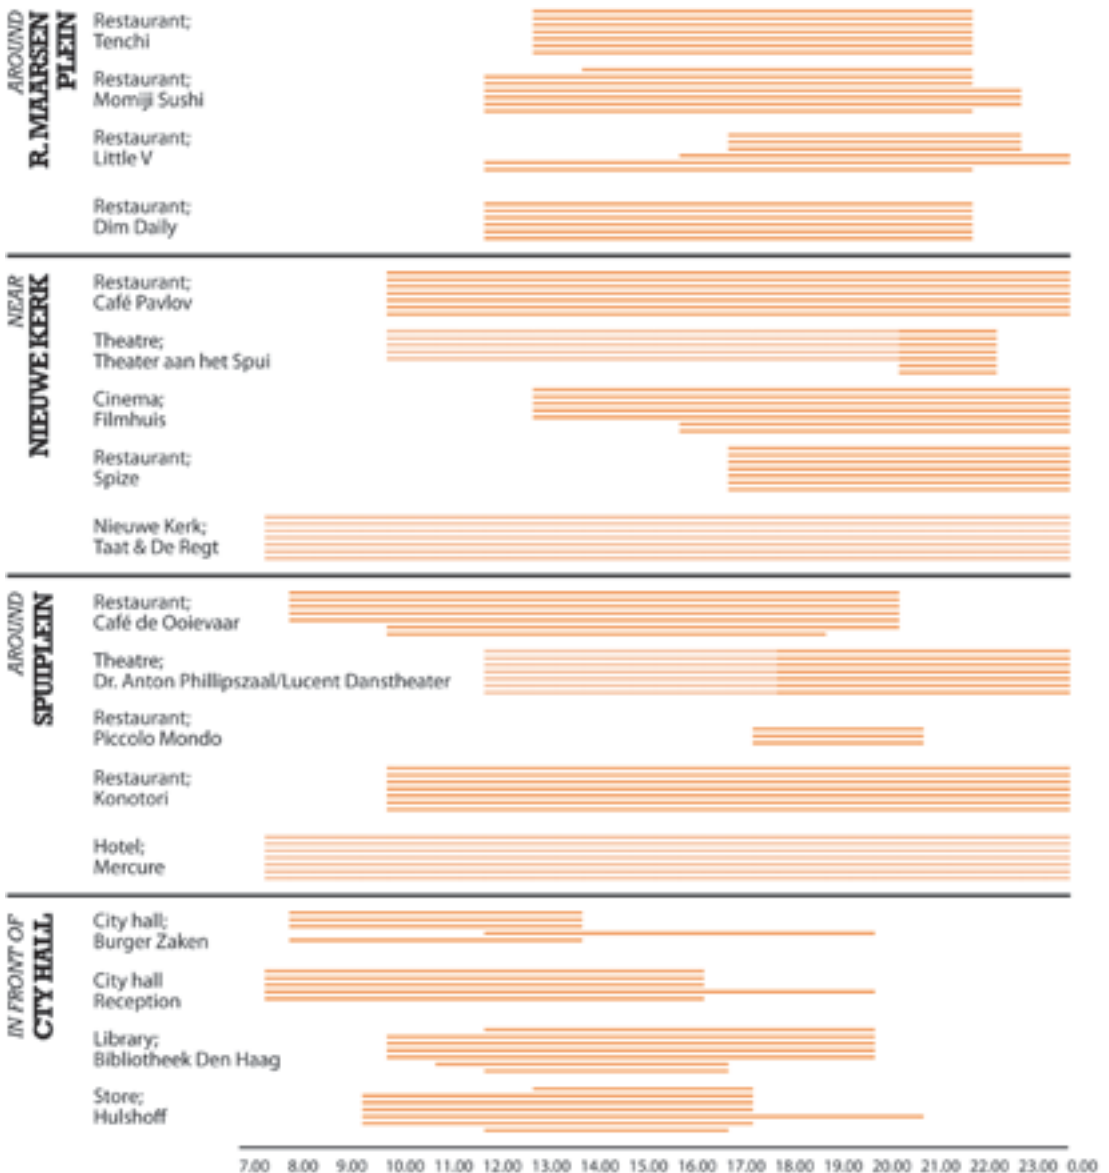 AROUND
R. MAARSEN
PLEIN
Restaurant;
Tenchi
Restaurant;
Momiji Sushi
Restaurant;
Little V
Restaurant;
Dim Daily
NEAR
NIEUWE KERK
Restaurant;
Café Pavlov
Theatre;
Theater aan het Spui
Cinema;
Filmhuis
Restaurant;
Spize
Nieuwe Kerk;
Taat & De Regt
AROUND
SPUIPLEIN
Restaurant;
Café de Ooievaar
Theatre;
Dr. Anton Phillipszaal/Lucent Danstheater
Restaurant;
Piccolo Mondo
Restaurant;
Konotori
Hotel;
Mercure
IN FRONT OF
CTY HALL
City hall;
Burger Zaken
City hall
Reception
Library;
Bibliotheek Den Haag
Store;
Hulshoff
7.00 8.00 9.00 10.00 11.00 12.00 13.00 14.00 15.00 16.00 17.00 18.00 19.00 20.00 21.00 22.00 23.00 0.00